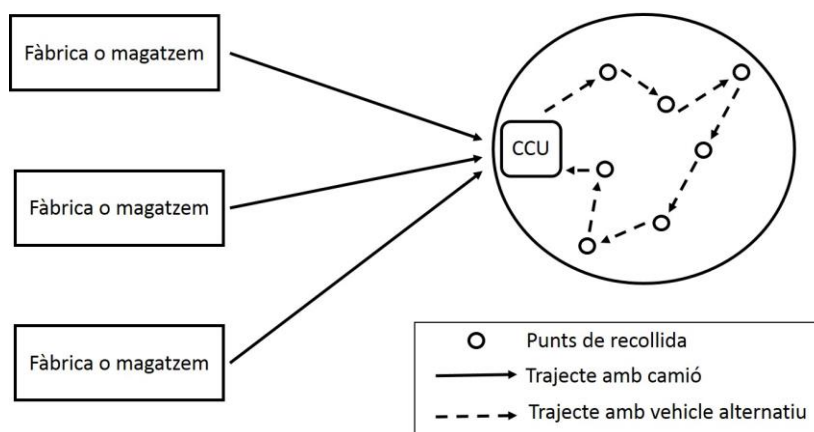 Fàbrica o magatzem
CCU
Fàbrica o magatzem
Fàbrica o magatzem
Punts de recollida
Trajecte amb camió
Trajecte amb vehicle alternatiu